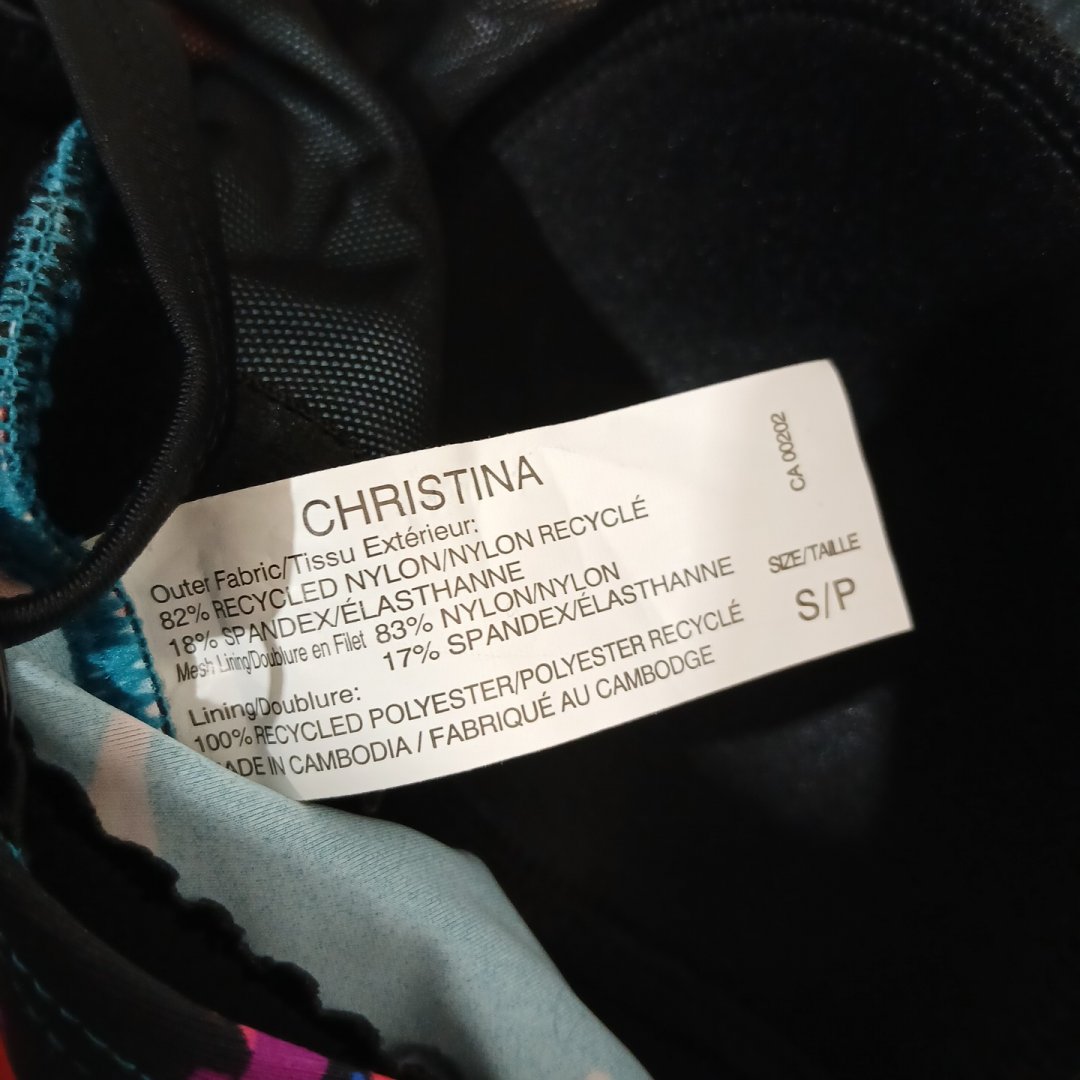 CHRISTINA
Outer Fabric/Tissu Extérieur:
82% RECYCLED NYLON/NYLON RECYCLÉ
18% SPANDEX/ÉLASTHANNE
Mesh Lining/Doublure en Filet 83% NYLON/NYLON
17% SPANDEX/ÉLASTHANNE
Lining/Doublure:
100% RECYCLED POLYESTER/POLYESTER RECYCLÉ
MADE IN CAMBODIA / FABRIQUÉ AU CAMBODGE
CA 00202
SIZE/TAILLE
S/P